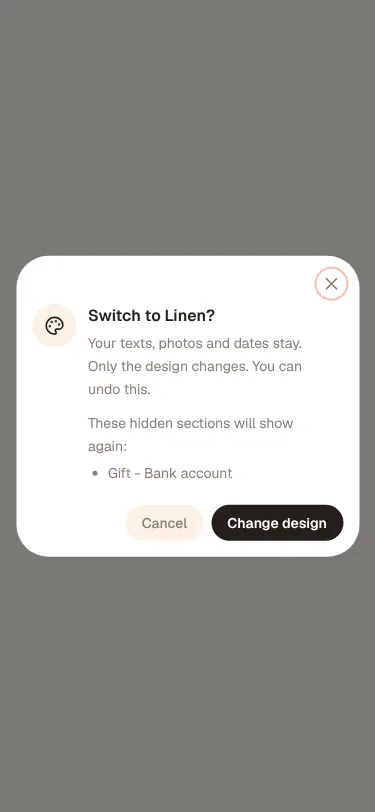 Switch to Linen?
Your texts, photos and dates stay.
Only the design changes. You can
undo this.
These hidden sections will show
again:
• Gift - Bank account
Cancel
Change design